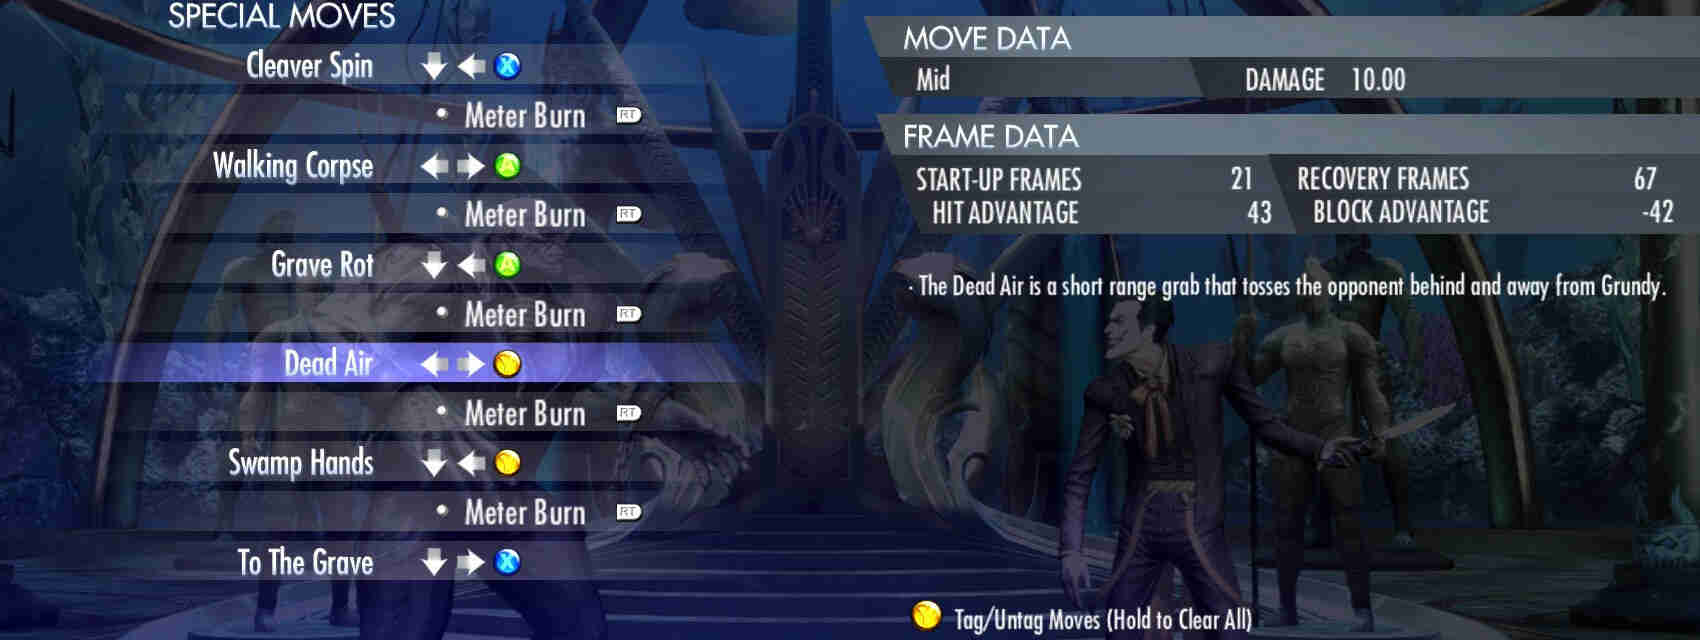 SPECIAL MOVES
Cleaver Spin X
Meter Burn RT
Walking Corpse A
Meter Burn RT
Grave Rot A
Meter Burn RT
Dead Air Y
Meter Burn RT
Swamp Hands Y
Meter Burn RT
To The Grave X
MOVE DATA
Mid DAMAGE 10.00
FRAME DATA
START-UP FRAMES 21 RECOVERY FRAMES 67
HIT ADVANTAGE 43 BLOCK ADVANTAGE -42
· The Dead Air is a short range grab that tosses the opponent behind and away from Grundy.
Y Tag/Untag Moves (Hold to Clear All)